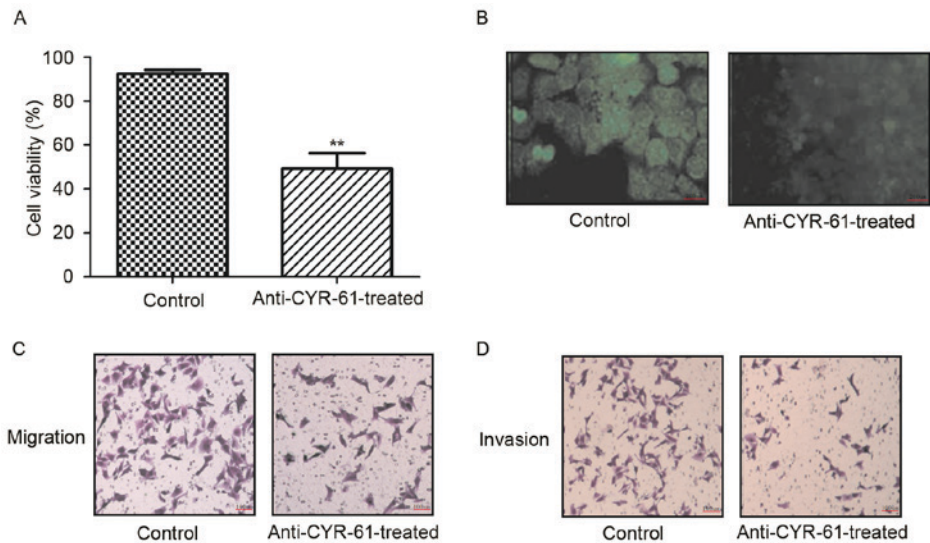 A
B
100
80
60
40
20
0
Cell viability (%)
**
Control
Anti-CYR-61-treated
Control
Anti-CYR-61-treated
C
D
Migration
Invasion
Control
Anti-CYR-61-treated
Control
Anti-CYR-61-treated